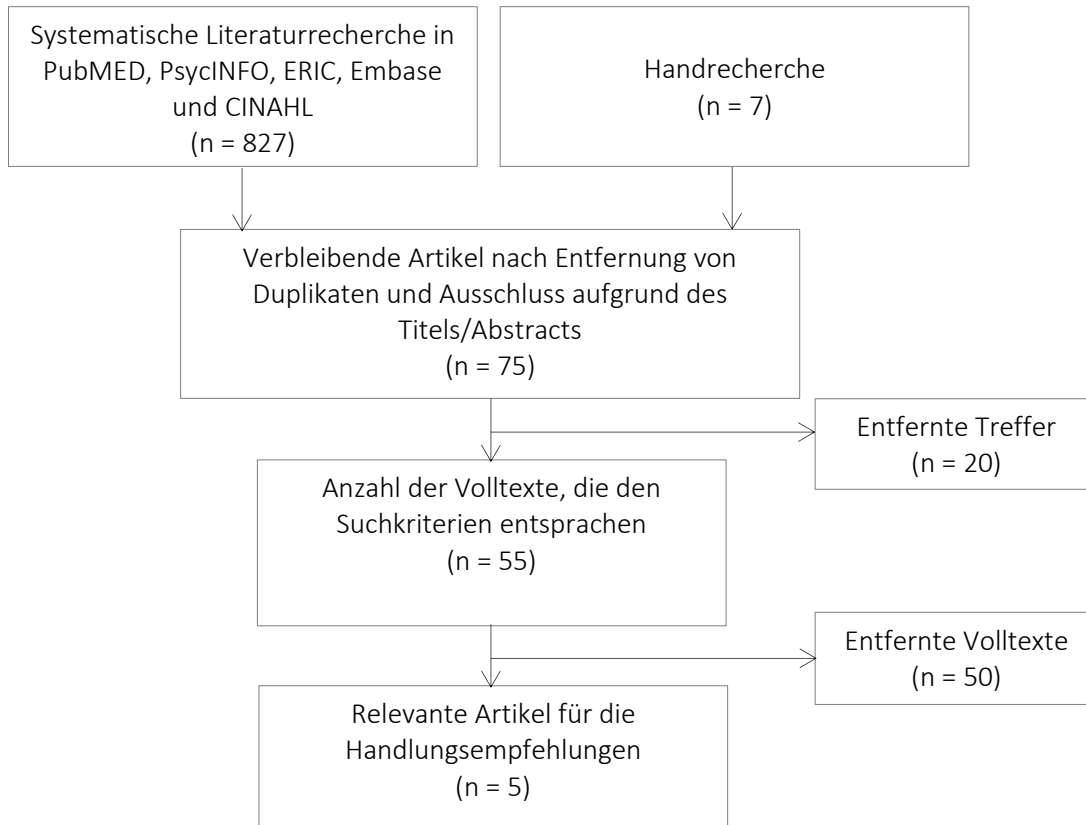 Systematische Literaturrecherche in
PubMED, PsycINFO, ERIC, Embase
und CINAHL
(n = 827)
Handrecherche
(n = 7)
Verbleibende Artikel nach Entfernung von
Duplikaten und Ausschluss aufgrund des
Titels/Abstracts
(n = 75)
Entfernte Treffer
(n = 20)
Anzahl der Volltexte, die den
Suchkriterien entsprachen
(n = 55)
Entfernte Volltexte
(n = 50)
Relevante Artikel für die
Handlungsempfehlungen
(n = 5)